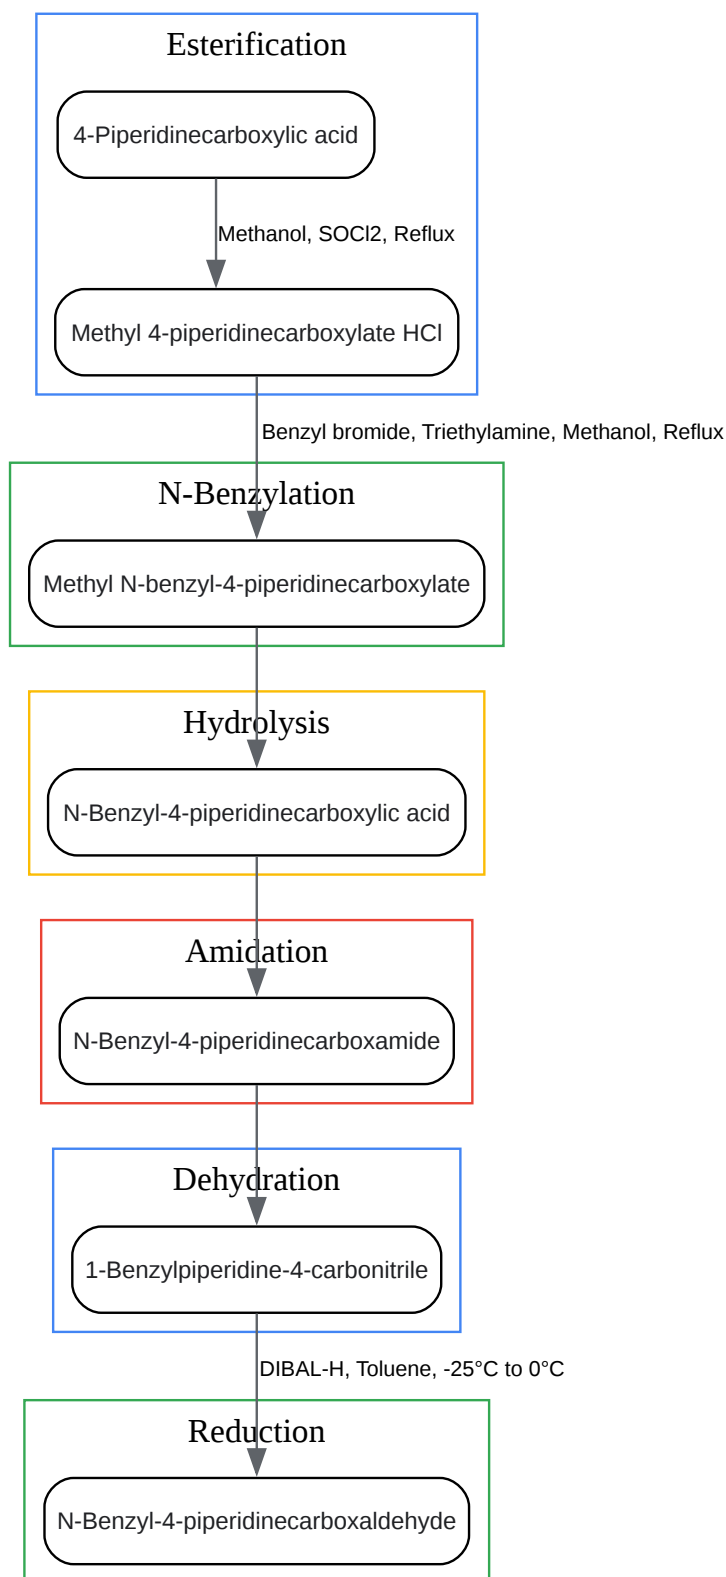 Esterification
4-Piperidinecarboxylic acid
Methanol, SOCl2, Reflux
Methyl 4-piperidinecarboxylate HCl
Benzyl bromide, Triethylamine, Methanol, Reflux
N-Benzylation
Methyl N-benzyl-4-piperidinecarboxylate
Hydrolysis
N-Benzyl-4-piperidinecarboxylic acid
Amidation
N-Benzyl-4-piperidinecarboxamide
Dehydration
1-Benzylpiperidine-4-carbonitrile
DIBAL-H, Toluene, -25°C to 0°C
Reduction
N-Benzyl-4-piperidinecarboxaldehyde